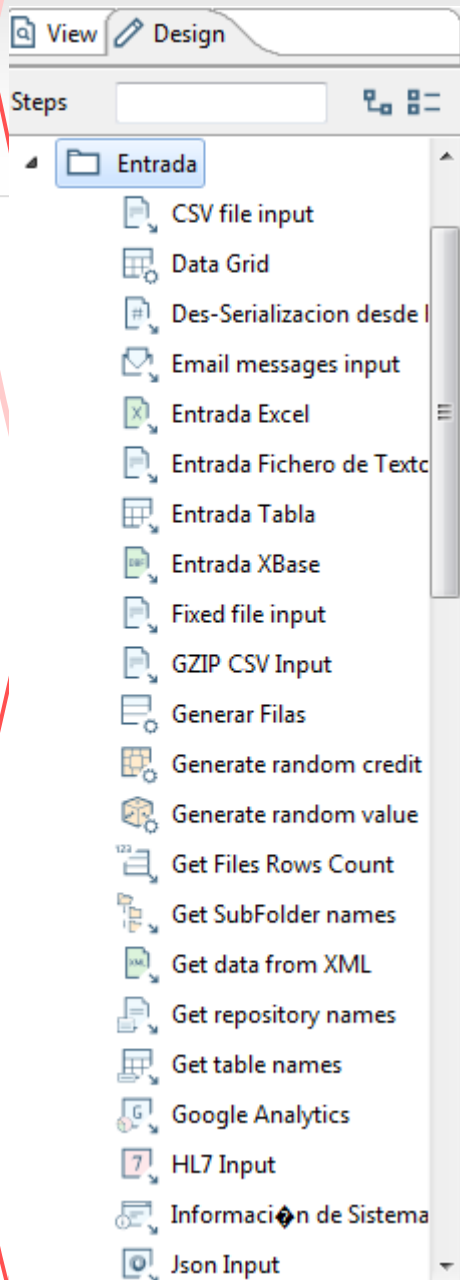 View Design
Steps
Entrada
CSV file input
Data Grid
Des-Serializacion desde
Email messages input
Entrada Excel
Entrada Fichero de Textc
Entrada Tabla
Entrada XBase
Fixed file input
GZIP CSV Input
Generar Filas
Generate random credit
Generate random value
123
Get Files Rows Count
Get SubFolder names
Get data from XML
Get repository names
Get table names
Google Analytics
HL7 Input
Informaci�n de Sistema
Json Input